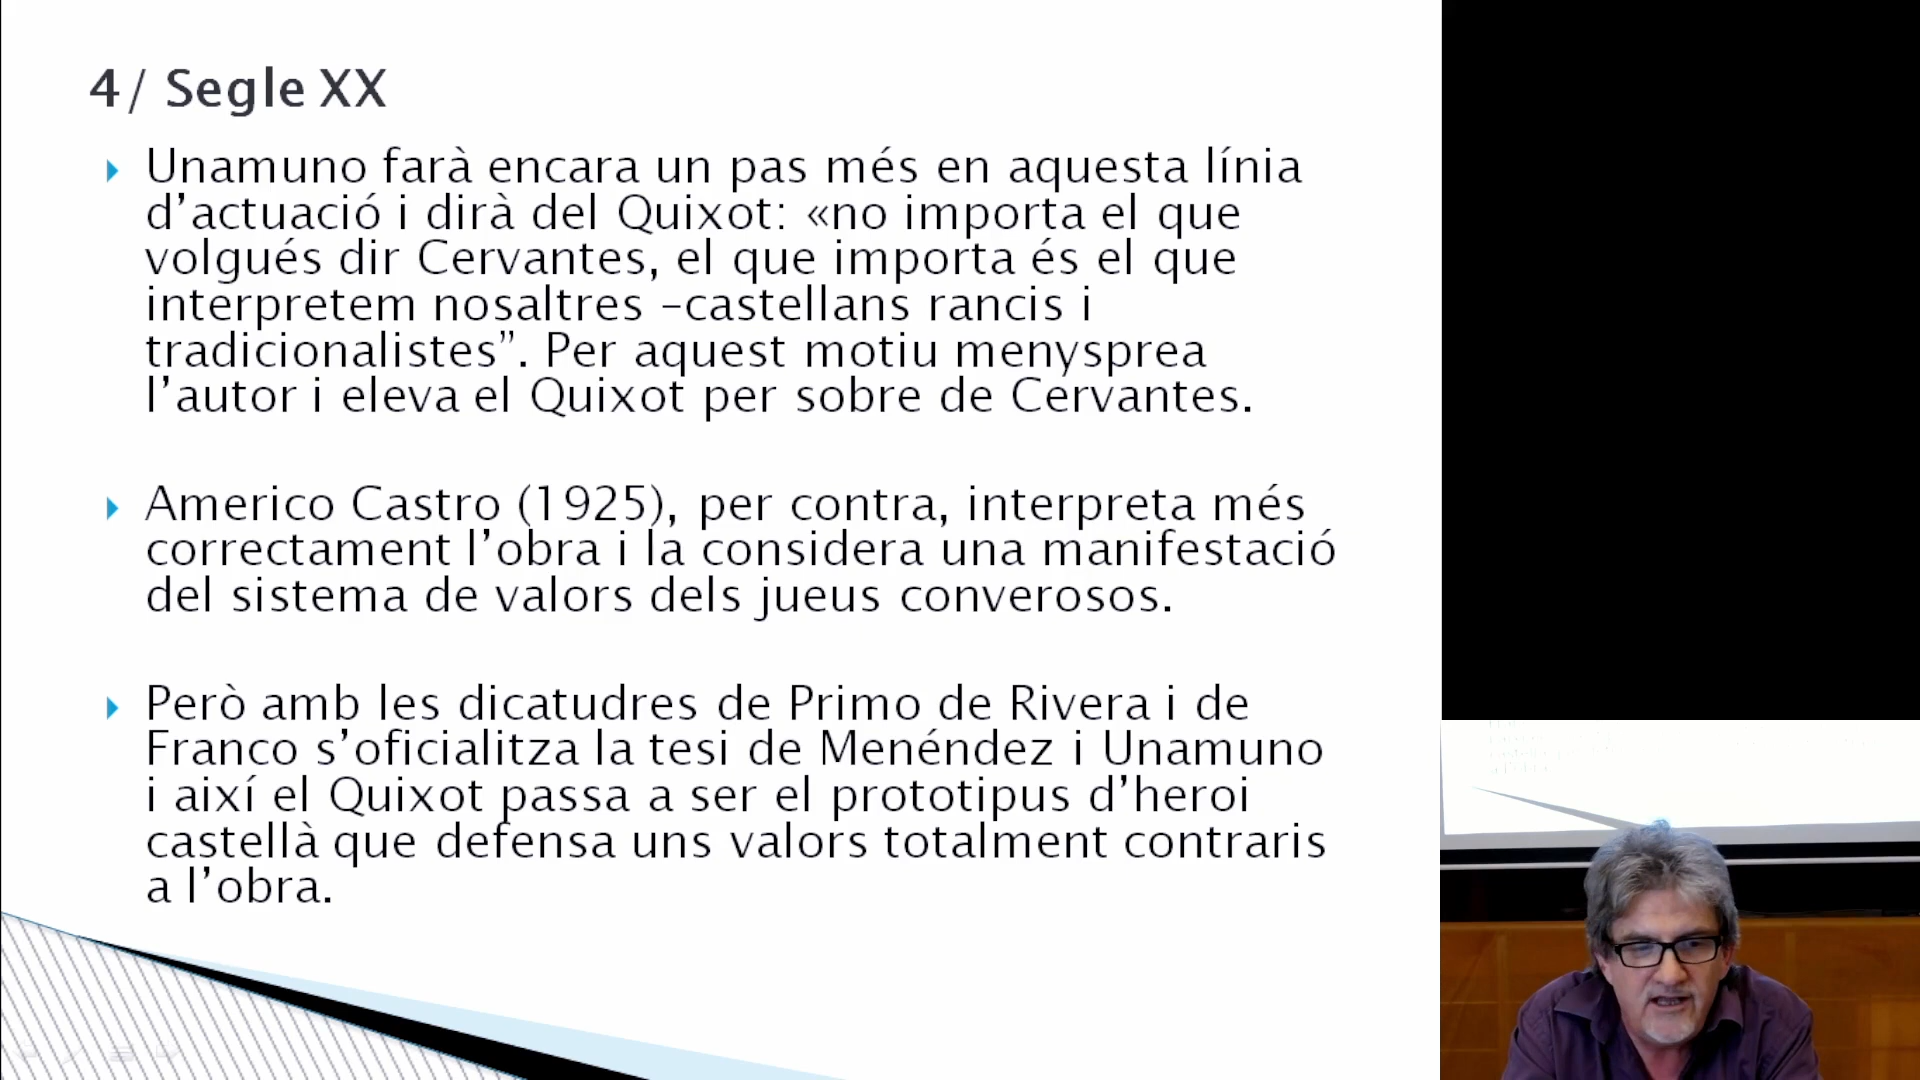 4/ Segle XX
Unamuno farà encara un pas més en aquesta línia
d’actuació i dirà del Quixot: «no importa el que
volgués dir Cervantes, el que importa és el que
interpretem nosaltres –castellans rancis i
tradicionalistes”. Per aquest motiu menysprea
l’autor i eleva el Quixot per sobre de Cervantes.
Americo Castro (1925), per contra, interpreta més
correctament l’obra i la considera una manifestació
del sistema de valors dels jueus converosos.
Però amb les dicatudres de Primo de Rivera i de
Franco s’oficialitza la tesi de Menéndez i Unamuno
i així el Quixot passa a ser el prototipus d’heroi
castellà que defensa uns valors totalment contraris
a l’obra.